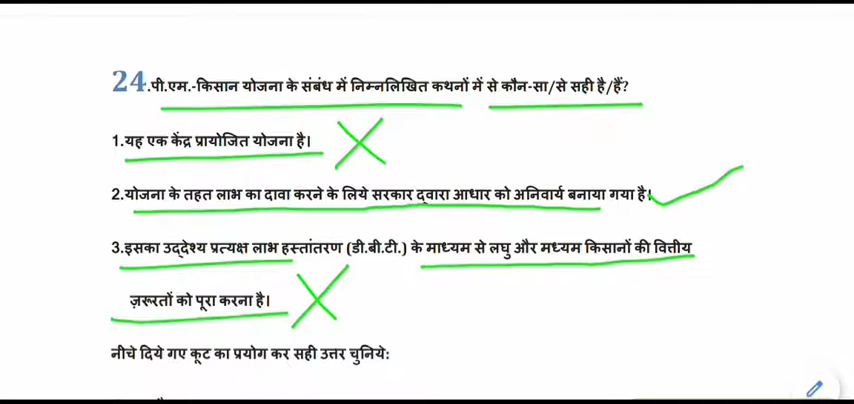 24.पी.एम.-किसान योजना के संबंध में निम्नलिखित कथनों में से कौन-सा/से सही है/हैं?
1.यह एक केंद्र प्रायोजित योजना है।
2.योजना के तहत लाभ का दावा करने के लिये सरकार द्वारा आधार को अनिवार्य बनाया गया है।
3.इसका उद्देश्य प्रत्यक्ष लाभ हस्तांतरण (डी.बी.टी.) के माध्यम से लघु और मध्यम किसानों की वित्तीय
ज़रूरतों को पूरा करना है।
नीचे दिये गए कूट का प्रयोग कर सही उत्तर चुनिये: